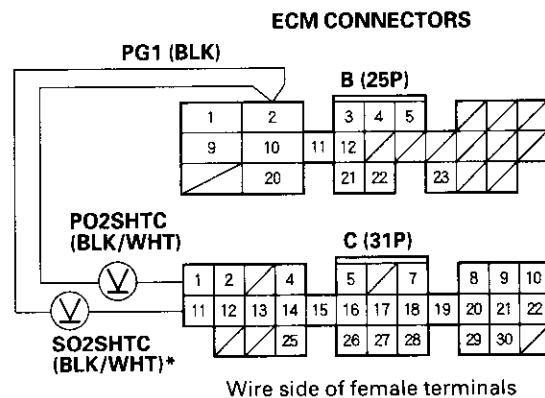 ECM CONNECTORS
PG1 (BLK)
B (25P)
1 2 3 4 5
9 10 11 12
20 21 22 23
PO2SHTC
(BLK/WHT)
C (31P)
1 2 4 5 7 8 9 10
11 12 13 14 15 16 17 18 19 20 21 22
25 26 27 28 29 30
SO2SHTC
(BLK/WHT)*
Wire side of female terminals